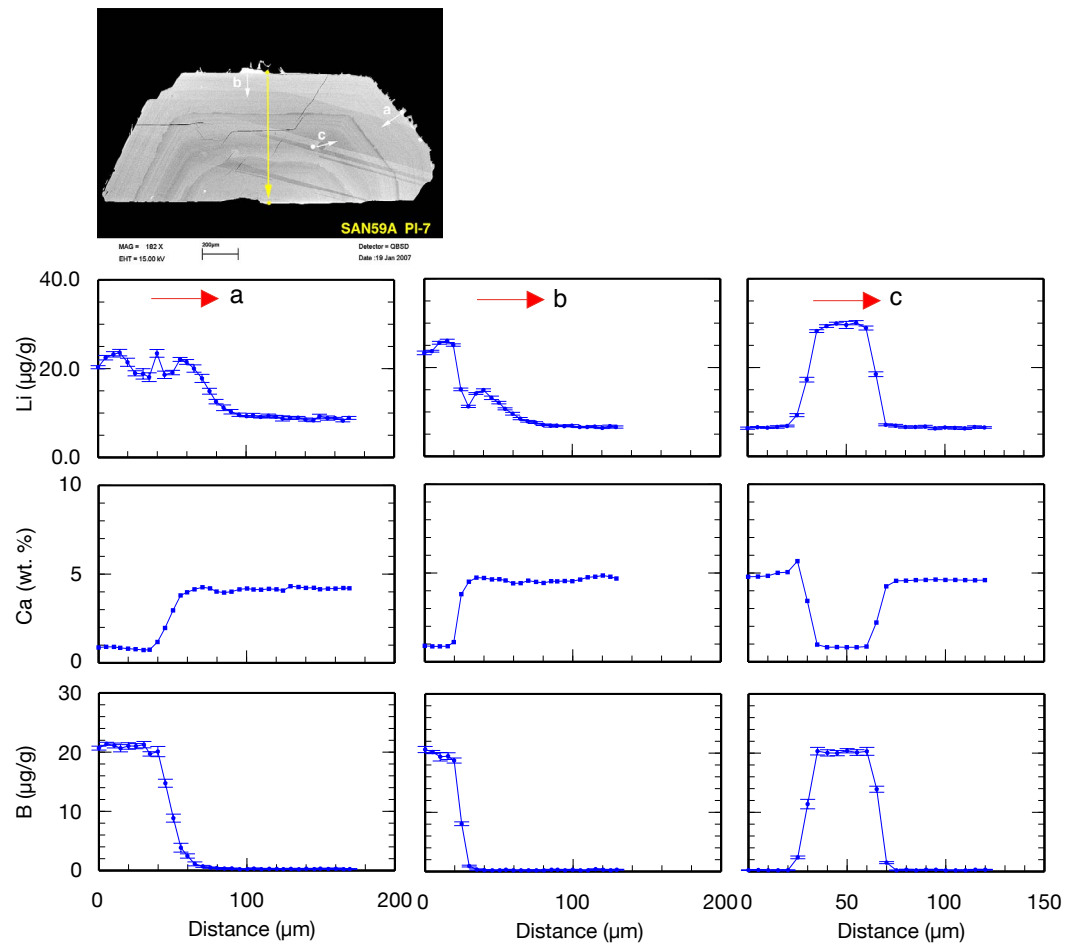 b
a
c
SAN59A PI-7
MAG = 182 X
200µm
Detector = QBSD
EHT = 15.00 kV
Date :19 Jan 2007
40.0
20.0
0.0
Li (µg/g)
a
b
c
10
5
0
Ca (wt. %)
30
20
10
0
B (µg/g)
0 100 200
0 100 200
0 50 100 150
Distance (µm)
Distance (µm)
Distance (µm)